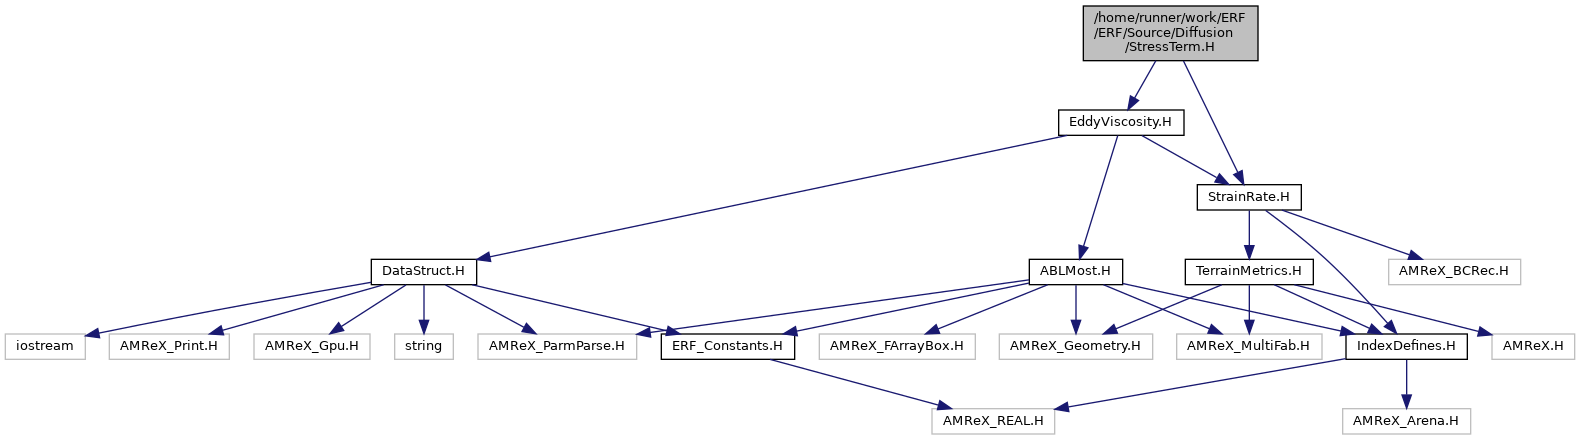 /home/runner/work/ERF
/ERF/Source/Diffusion
/StressTerm.H
EddyViscosity.H
StrainRate.H
DataStruct.H
ABLMost.H
TerrainMetrics.H
AMReX_BCRec.H
iostream
AMReX_Print.H
AMReX_Gpu.H
string
AMReX_ParmParse.H
ERF_Constants.H
AMReX_FArrayBox.H
AMReX_Geometry.H
AMReX_MultiFab.H
IndexDefines.H
AMReX.H
AMReX_REAL.H
AMReX_Arena.H